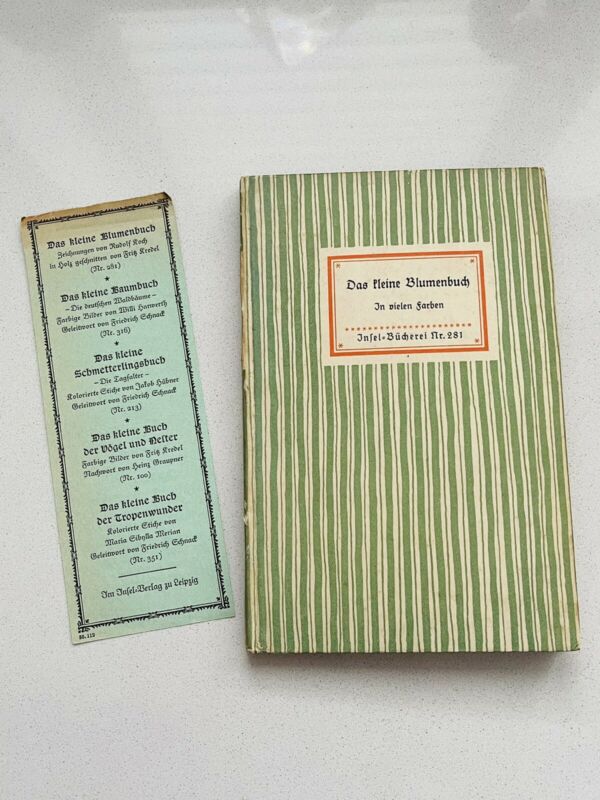 Das kleine Blumenbuch
Zeichnungen von Rudolf Koch
in Holz geschnitten von Fritz Kredel
(Nr. 281)
Das kleine Baumbuch
– Die deutschen Waldbäume –
Farbige Bilder von Willi Harwerth
Geleitwort von Friedrich Schnack
(Nr. 316)
Das kleine
Schmetterlingsbuch
– Die Tagfalter –
Kolorierte Stiche von Jakob Hübner
Geleitwort von Friedrich Schnack
(Nr. 213)
Das kleine Buch
der Vögel und Nester
Farbige Bilder von Fritz Kredel
Nachwort von Heinz Graupner
(Nr. 100)
Das kleine Buch
der Tropenwunder
Kolorierte Stiche von
Maria Sibylla Merian
Geleitwort von Friedrich Schnack
(Nr. 351)
Im Insel-Verlag zu Leipzig
35.112
Das kleine Blumenbuch
In vielen Farben
Insel-Bücherei Nr. 281